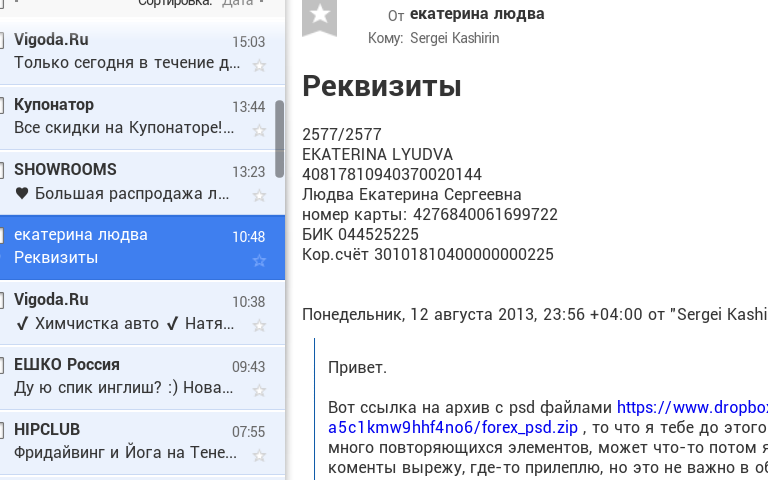 Сортировка: Дата
Vigoda.Ru 15:03
Только сегодня в течение д...
Купонатор 13:44
Все скидки на Купонаторе!...
SHOWROOMS 13:23
♥ Большая распродажа л...
екатерина людва 10:48
Реквизиты
Vigoda.Ru 10:38
✓ Химчистка авто ✓ Натя...
ЕШКО Россия 09:43
Ду ю спик инглиш? :) Нова...
HIPCLUB 07:55
Фридайвинг и Йога на Тене...
От екатерина людва
Кому: Sergei Kashirin
Реквизиты
2577/2577
EKATERINA LYUDVA
40817810940370020144
Людва Екатерина Сергеевна
номер карты: 4276840061699722
БИК 044525225
Кор.счёт 30101810400000000225
Понедельник, 12 августа 2013, 23:56 +04:00 от "Sergei Kashi
Привет.
Вот ссылка на архив с psd файлами https://www.dropbox
a5c1kmw9hhf4no6/forex_psd.zip , то что я тебе до этого
много повторяющихся элементов, может что-то потом я
коменты вырежу, где-то прилеплю, но это не важно в об